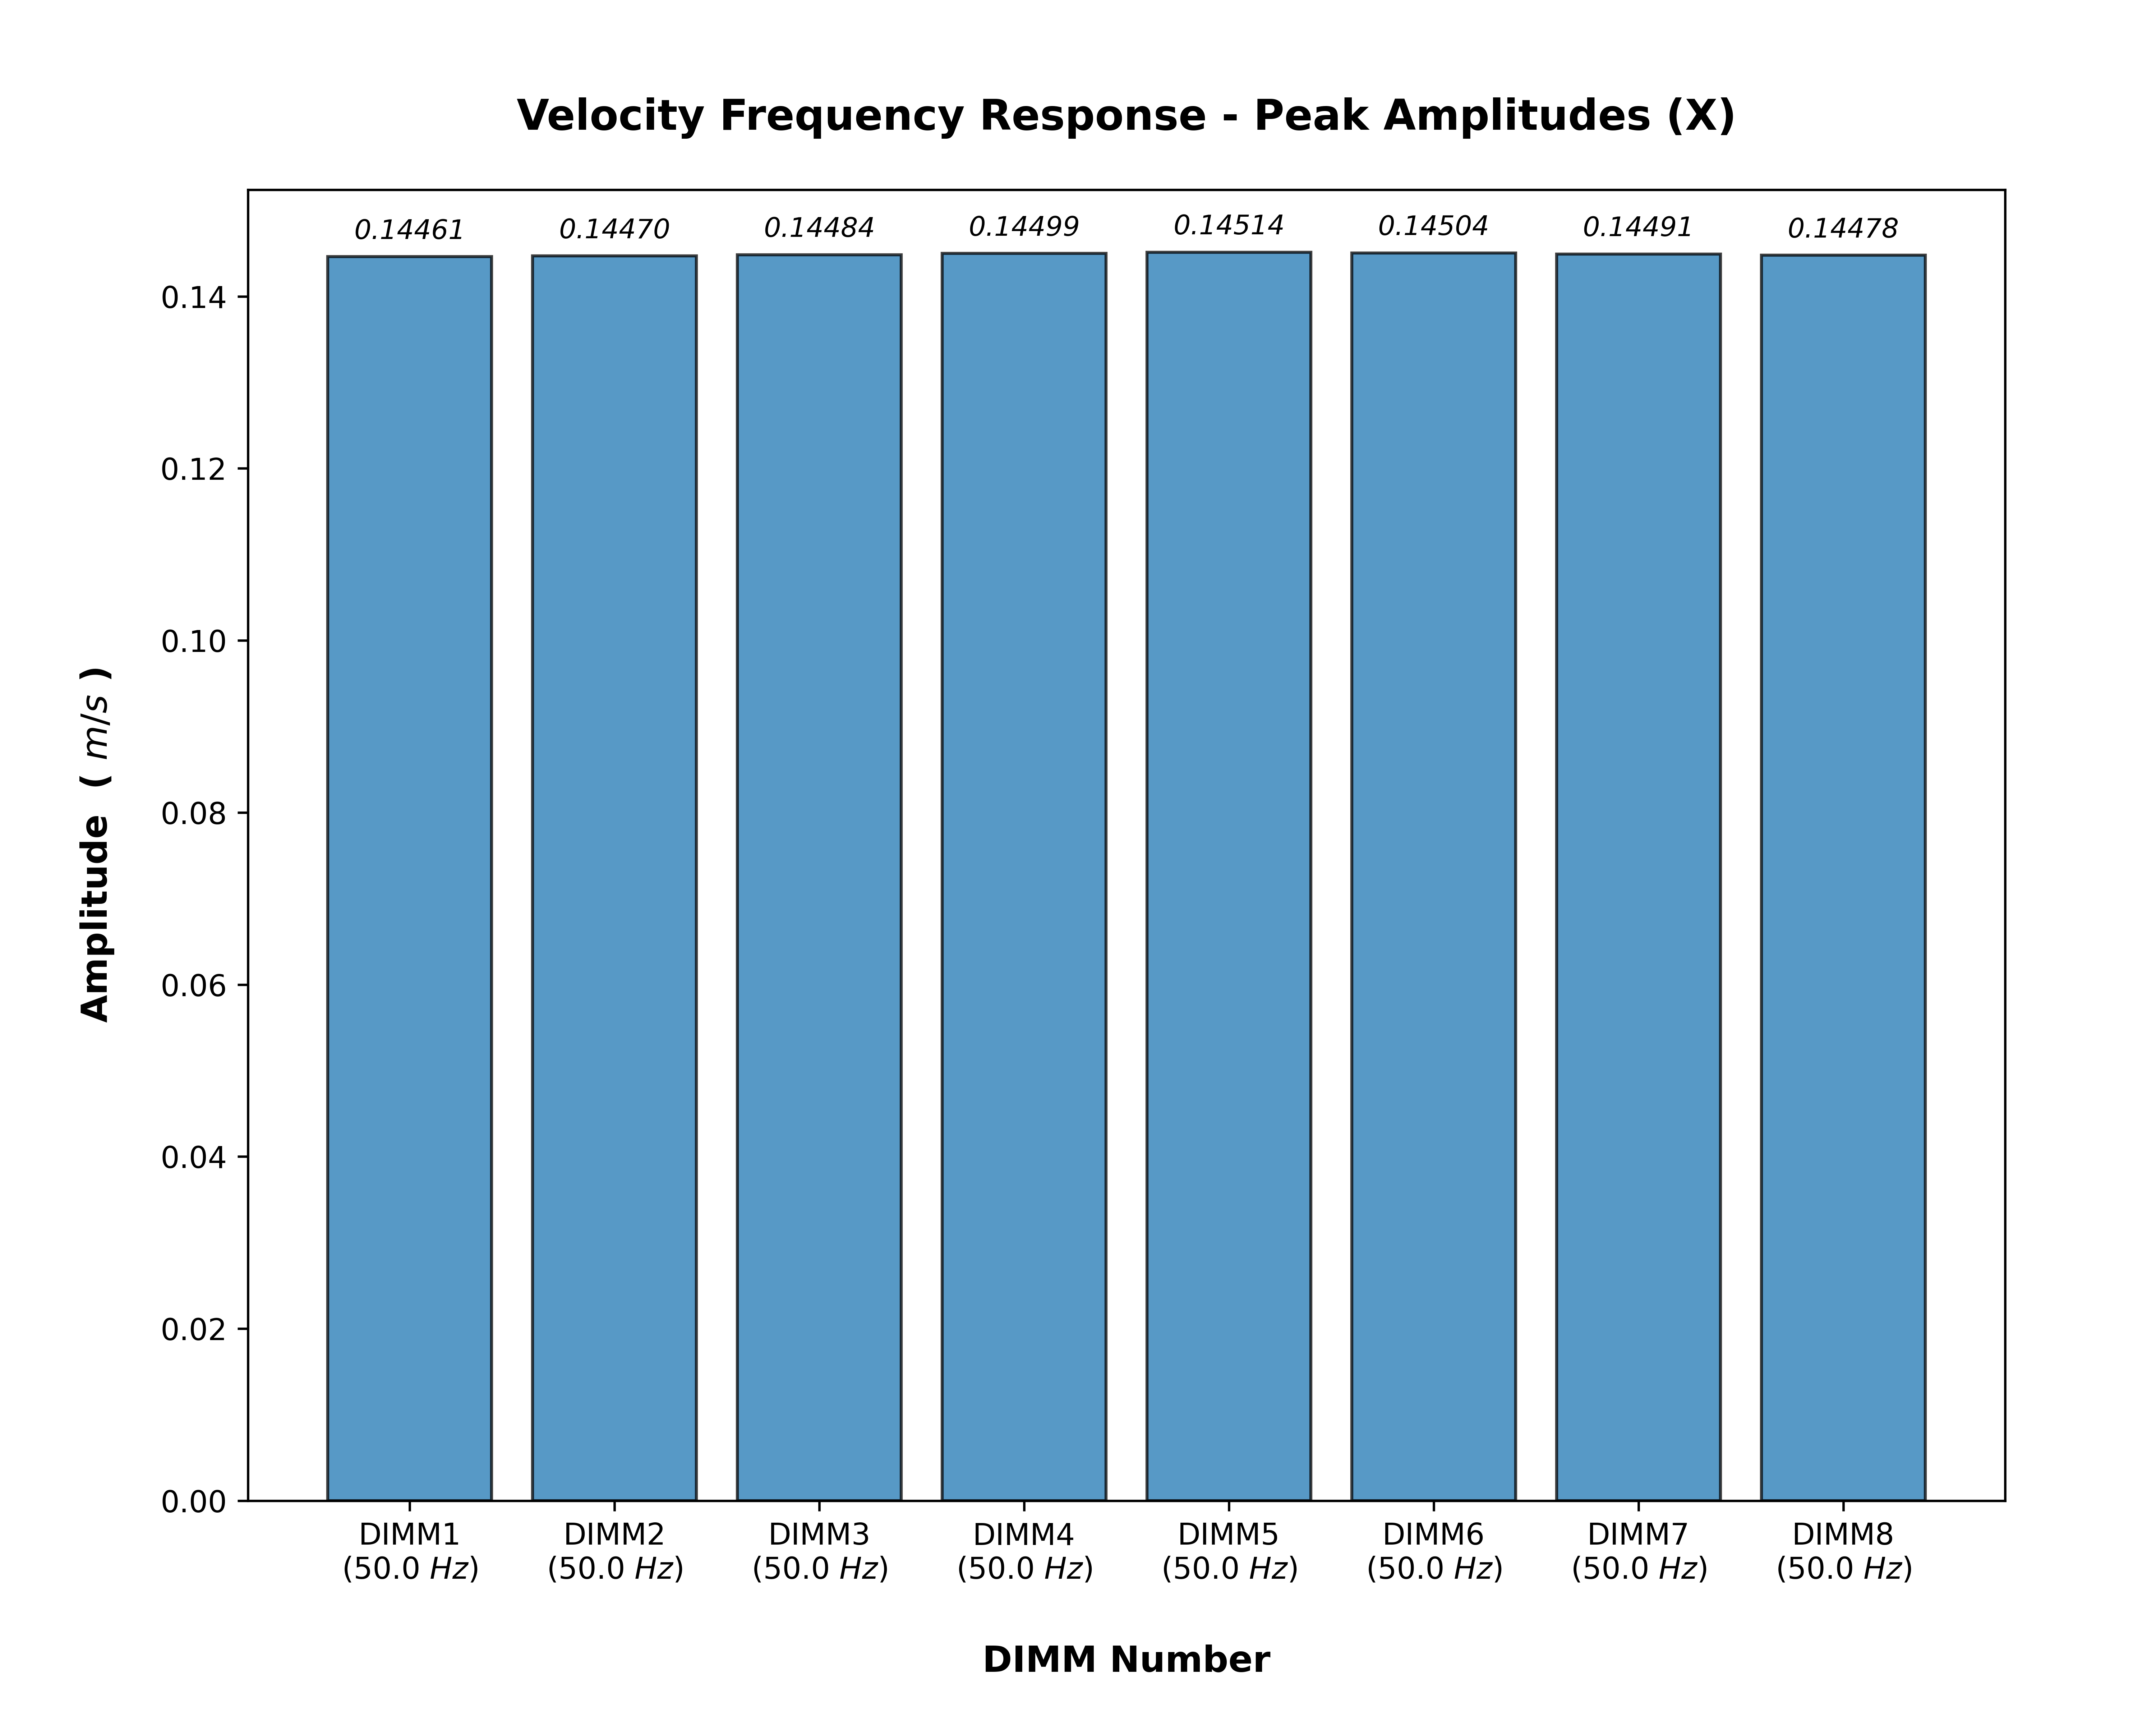 Velocity Frequency Response - Peak Amplitudes (X)
0.14461 0.14470 0.14484 0.14499 0.14514 0.14504 0.14491 0.14478
0.14
0.12
0.10
0.08
0.06
0.04
0.02
0.00
Amplitude ( m/s )
DIMM1 DIMM2 DIMM3 DIMM4 DIMM5 DIMM6 DIMM7 DIMM8
(50.0 Hz) (50.0 Hz) (50.0 Hz) (50.0 Hz) (50.0 Hz) (50.0 Hz) (50.0 Hz) (50.0 Hz)
DIMM Number